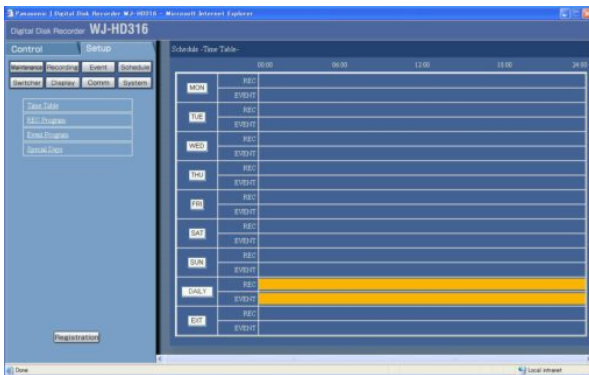 Panasonic | Digital Disk Recorder WJ-HD316 - Microsoft Internet Explorer
Digital Disk Recorder WJ-HD316
Control Setup
Maintenance Recording Event Schedule
Switcher Display Comm System
Time Table
REC Program
Event Program
Special Days
Registration
Schedule -Time Table-
00:00 06:00 12:00 18:00 24:00
MON REC
EVENT
TUE REC
EVENT
WED REC
EVENT
THU REC
EVENT
FRI REC
EVENT
SAT REC
EVENT
SUN REC
EVENT
DAILY REC
EVENT
EXT REC
EVENT
Done Local intranet